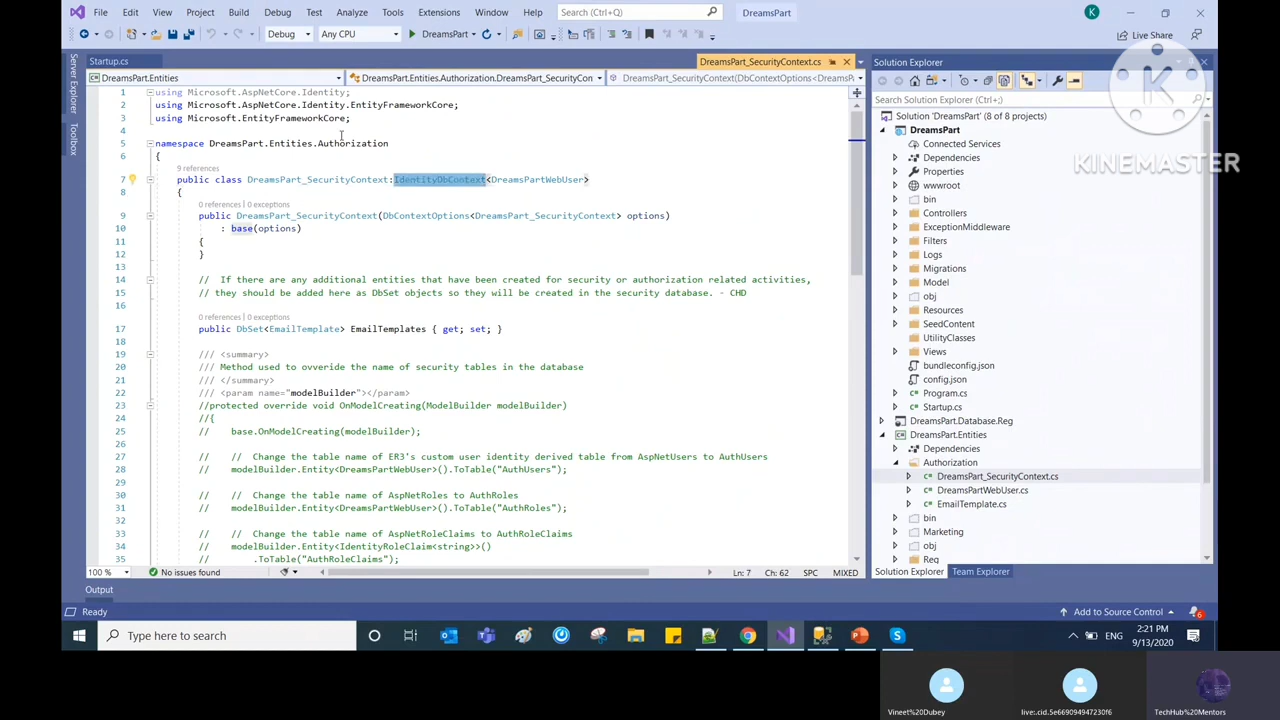 File Edit View Project Build Debug Test Analyze Tools Extensions Window Help Search (Ctrl+Q) DreamsPart K
Debug Any CPU DreamsPart Live Share
Startup.cs DreamsPart_SecurityContext.cs
DreamsPart.Entities DreamsPart.Entities.Authorization.DreamsPart_SecurityCon DreamsPart_SecurityContext(DbContextOptions<DreamsPa
Server Explorer
Toolbox
1 using Microsoft.AspNetCore.Identity;
2 using Microsoft.AspNetCore.Identity.EntityFrameworkCore;
3 using Microsoft.EntityFrameworkCore;
4
5 namespace DreamsPart.Entities.Authorization
6 {
9 references
7 public class DreamsPart_SecurityContext:IdentityDbContext<DreamsPartWebUser>
8 {
0 references | 0 exceptions
9 public DreamsPart_SecurityContext(DbContextOptions<DreamsPart_SecurityContext> options)
10 : base(options)
11 {
12 }
13
14 // If there are any additional entities that have been created for security or authorization related activities,
15 // they should be added here as DbSet objects so they will be created in the security database. - CHD
16
0 references | 0 exceptions
17 public DbSet<EmailTemplate> EmailTemplates { get; set; }
18
19 /// <summary>
20 /// Method used to ovveride the name of security tables in the database
21 /// </summary>
22 /// <param name="modelBuilder"></param>
23 //protected override void OnModelCreating(ModelBuilder modelBuilder)
24 //{
25 // base.OnModelCreating(modelBuilder);
26
27 // // Change the table name of ER3's custom user identity derived table from AspNetUsers to AuthUsers
28 // modelBuilder.Entity<DreamsPartWebUser>().ToTable("AuthUsers");
29
30 // // Change the table name of AspNetRoles to AuthRoles
31 // modelBuilder.Entity<DreamsPartWebUser>().ToTable("AuthRoles");
32
33 // // Change the table name of AspNetRoleClaims to AuthRoleClaims
34 // modelBuilder.Entity<IdentityRoleClaim<string>>()
35 // .ToTable("AuthRoleClaims");
100 % No issues found Ln: 7 Ch: 62 SPC MIXED
Output
Solution Explorer
Search Solution Explorer (Ctrl+;)
Solution 'DreamsPart' (8 of 8 projects)
DreamsPart
Connected Services
Dependencies
Properties
wwwroot
bin
Controllers
ExceptionMiddleware
Filters
Logs
Migrations
Model
obj
Resources
SeedContent
UtilityClasses
Views
bundleconfig.json
config.json
Program.cs
Startup.cs
DreamsPart.Database.Reg
DreamsPart.Entities
Dependencies
Authorization
DreamsPart_SecurityContext.cs
DreamsPartWebUser.cs
EmailTemplate.cs
bin
Marketing
obj
Reg
Solution Explorer Team Explorer
K
KINEMASTER
Ready Add to Source Control 6
Type here to search ENG 2:21 PM
9/13/2020
Vineet%20Dubey live:.cid.5e669094947230f6 TechHub%20Mentors